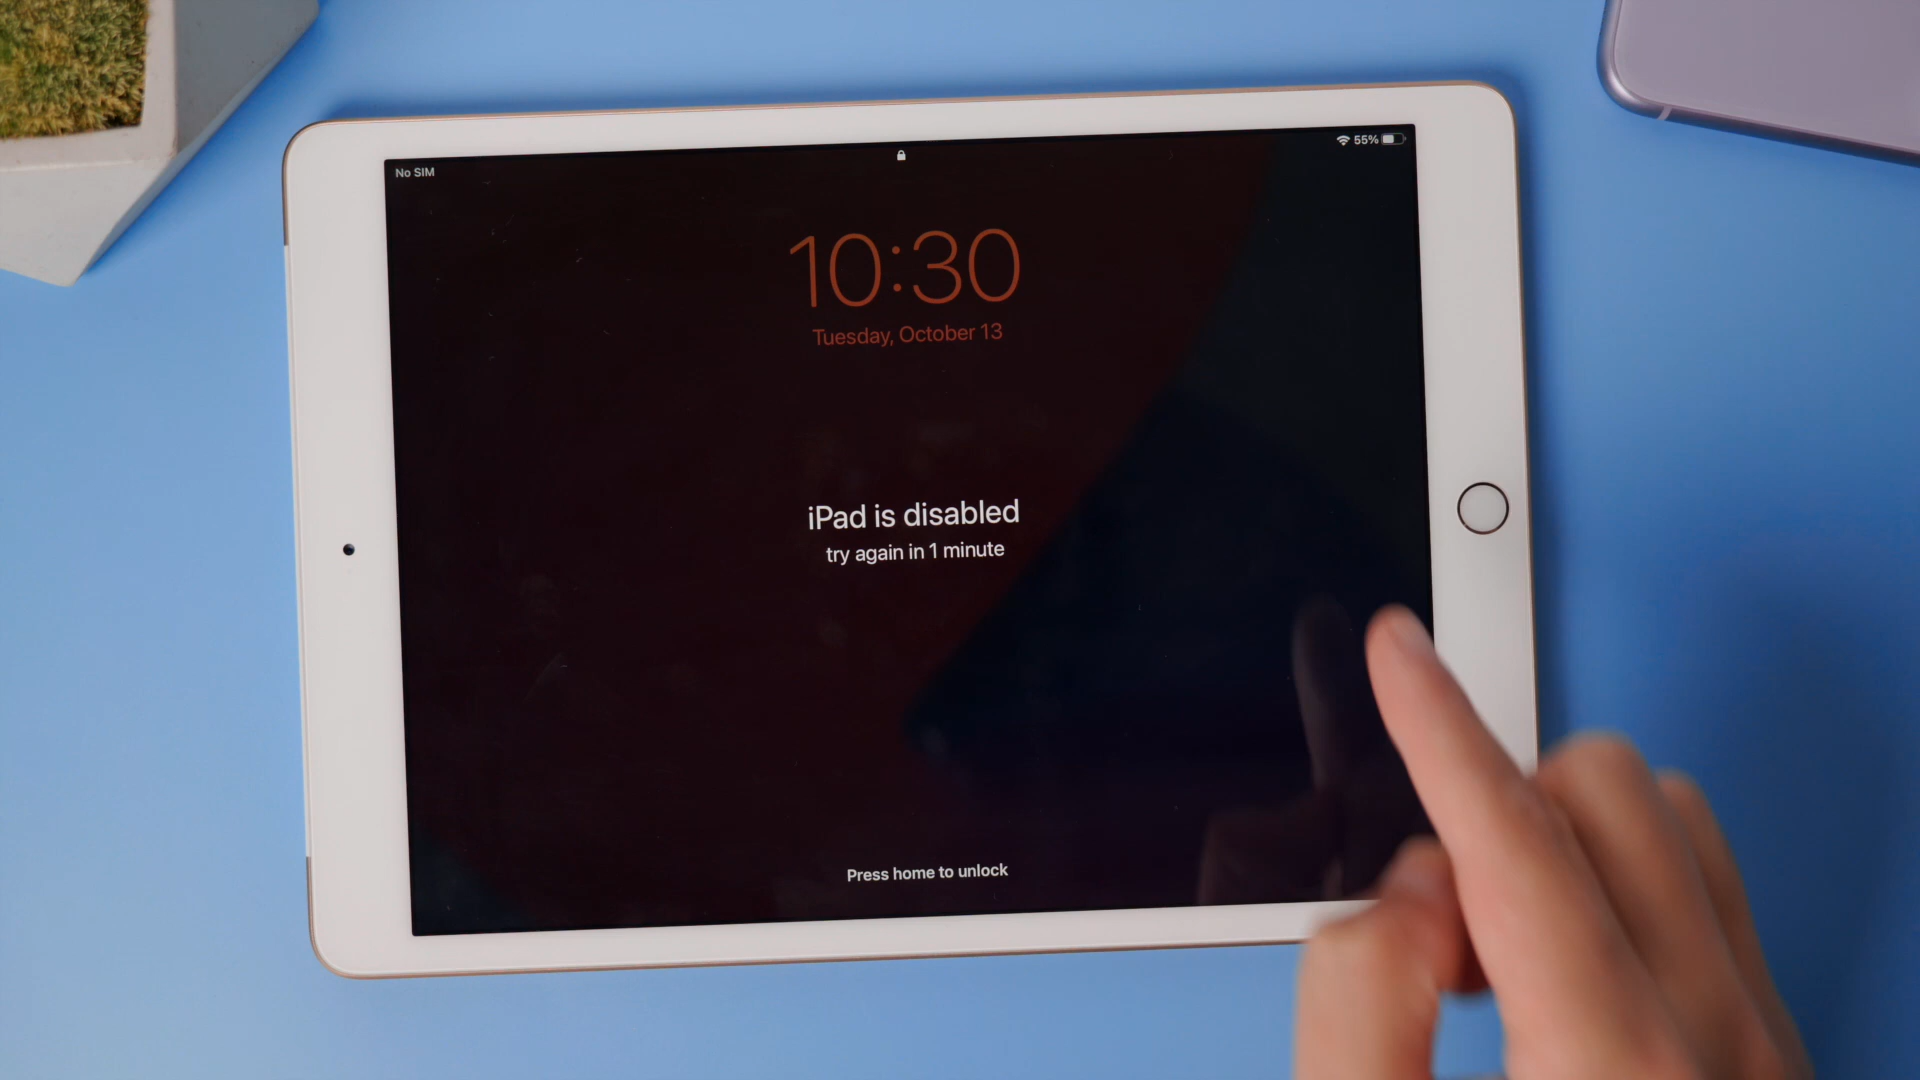 No SIM
55%
10:30
Tuesday, October 13
iPad is disabled
try again in 1 minute
Press home to unlock